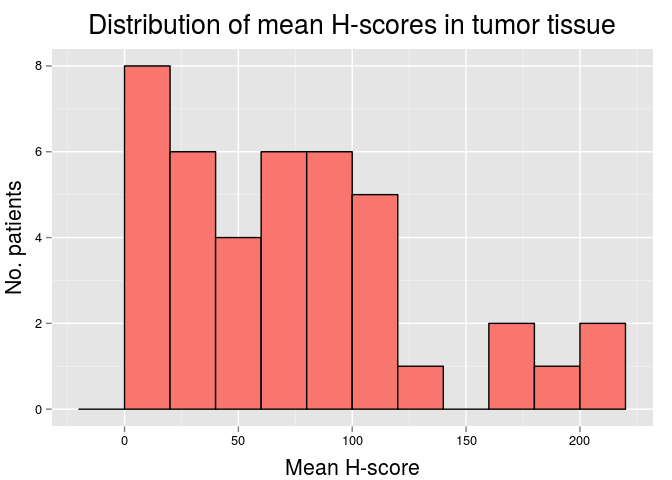 Distribution of mean H-scores in tumor tissue
8
6
4
2
0
No. patients
0 50 100 150 200
Mean H-score